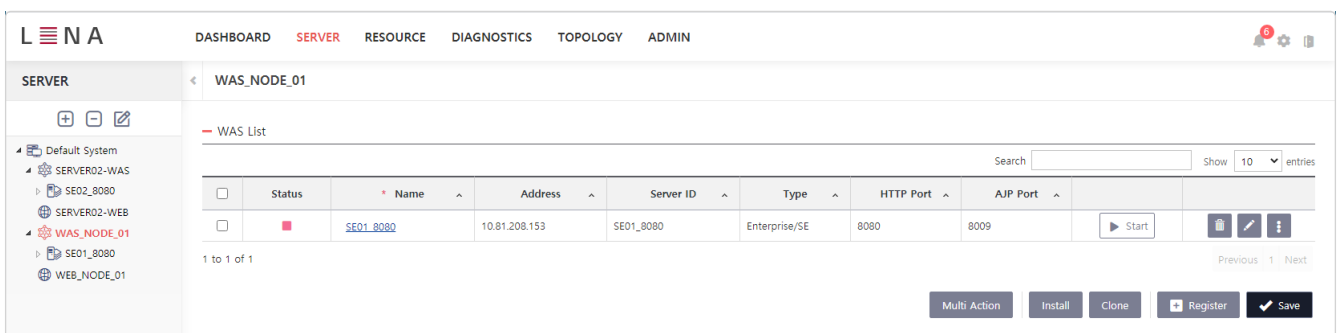 LENA
DASHBOARD SERVER RESOURCE DIAGNOSTICS TOPOLOGY ADMIN
6
SERVER
WAS_NODE_01
Default System
SERVER02-WAS
SE02_8080
SERVER02-WEB
WAS_NODE_01
SE01_8080
WEB_NODE_01
WAS List
Search Show 10 entries
Status * Name Address Server ID Type HTTP Port AJP Port
SE01_8080 10.81.208.153 SE01_8080 Enterprise/SE 8080 8009 Start
1 to 1 of 1 Previous 1 Next
Multi Action Install Clone Register Save